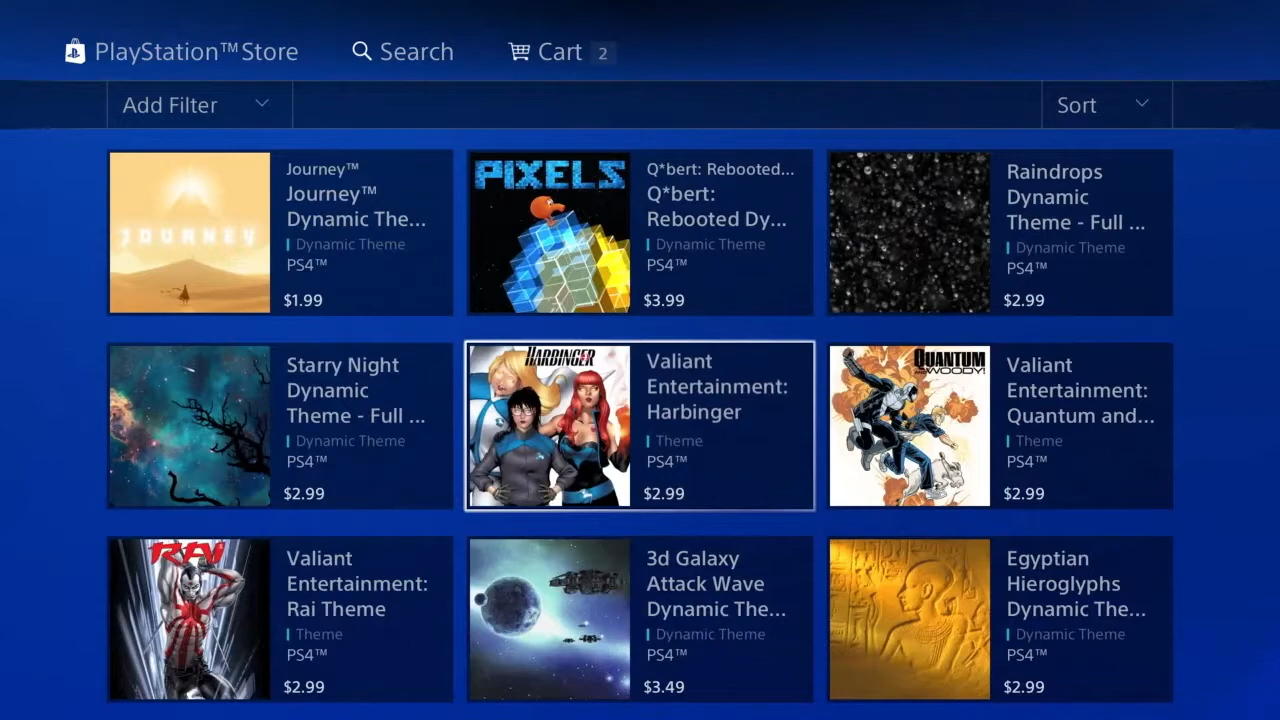 PlayStation™Store
Search
Cart 2
Add Filter
Sort
JOURNEY
Journey™
Journey™
Dynamic The...
Dynamic Theme
PS4™
$1.99
PIXELS
Q*bert: Rebooted...
Q*bert:
Rebooted Dy...
Dynamic Theme
PS4™
$3.99
Raindrops
Dynamic
Theme - Full ...
Dynamic Theme
PS4™
$2.99
Starry Night
Dynamic
Theme - Full ...
Dynamic Theme
PS4™
$2.99
HARBINGER
Valiant
Entertainment:
Harbinger
Theme
PS4™
$2.99
QUANTUM
AND WOODY!
Valiant
Entertainment:
Quantum and...
Theme
PS4™
$2.99
RAI
Valiant
Entertainment:
Rai Theme
Theme
PS4™
$2.99
3d Galaxy
Attack Wave
Dynamic The...
Dynamic Theme
PS4™
$3.49
Egyptian
Hieroglyphs
Dynamic The...
Dynamic Theme
PS4™
$2.99